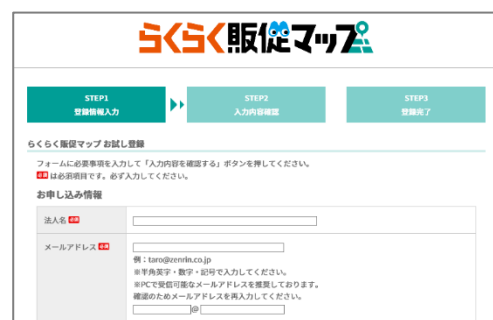 らくらく販促マップ
STEP1
登録情報入力
STEP2
入力内容確認
STEP3
登録完了
らくらく販促マップ お試し登録
フォームに必要事項を入力して「入力内容を確認する」ボタンを押してください。
必須 は必須項目です。必ず入力してください。
お申し込み情報
法人名 必須
メールアドレス 必須
例：taro@zenrin.co.jp
※半角英字・数字・記号で入力してください。
※PCで受信可能なメールアドレスを推奨しております。
確認のためメールアドレスを再入力してください。
@